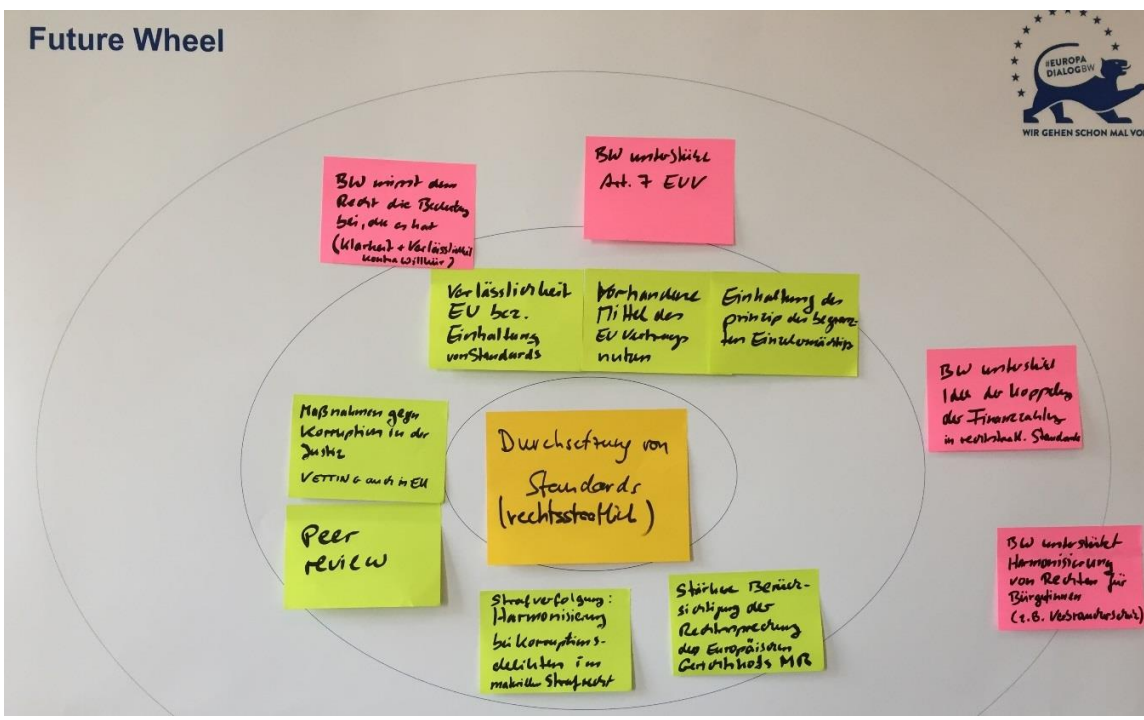 Future Wheel
#EUROPA
DIALOGBW
WIR GEHEN SCHON MAL VOR
BW misst dem
Recht die Bedeutung
bei, die es hat
(Klarheit + Verlässlichkeit
kontra Willkür)
BW unterstützt
Art. 7 EUV
Verlässlichkeit
EU bez.
Einhaltung
von Standards
Vorhandene
Mittel des
EU Vertrags
nutzen
Einhaltung des
prinzip der begrenz-
ten Einzelermächtig
BW unterstützt
Idee der Kopplung
der Finanzzahlen
in rechtstaatl. Standards
Maßnahmen gegen
Korruption in der
Justiz
VETTING auch in EU
Durchsetzung von
Standards
(rechtsstaatlich)
Peer
review
BW unterstützt
Harmonisierung
von Rechten für
Bürgerinnen
(z.B. Verbraucherschutz)
Strafverfolgung:
Harmonisierung
bei Korruptions-
delikten im
materiellen Strafrecht
Stärkere Berück-
sichtigung der
Rechtsprechung
des Europäischen
Gerichtshofs MR